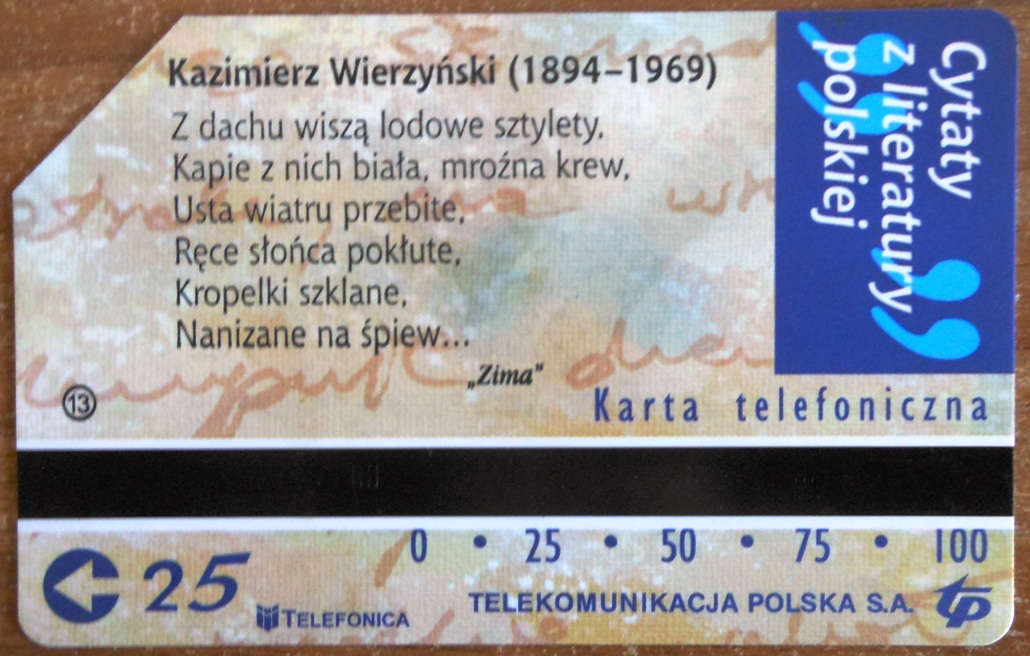 Kazimierz Wierzyński (1894–1969)
Z dachu wiszą lodowe sztylety,
Kapie z nich biała, mroźna krew,
Usta wiatru przebite,
Ręce słońca pokłute,
Kropelki szklane,
Nanizane na śpiew...
„Zima”
13
Cytaty
z literatury
polskiej
Karta telefoniczna
0 • 25 • 50 • 75 • 100
25
TELEFONICA
TELEKOMUNIKACJA POLSKA S.A.
tp